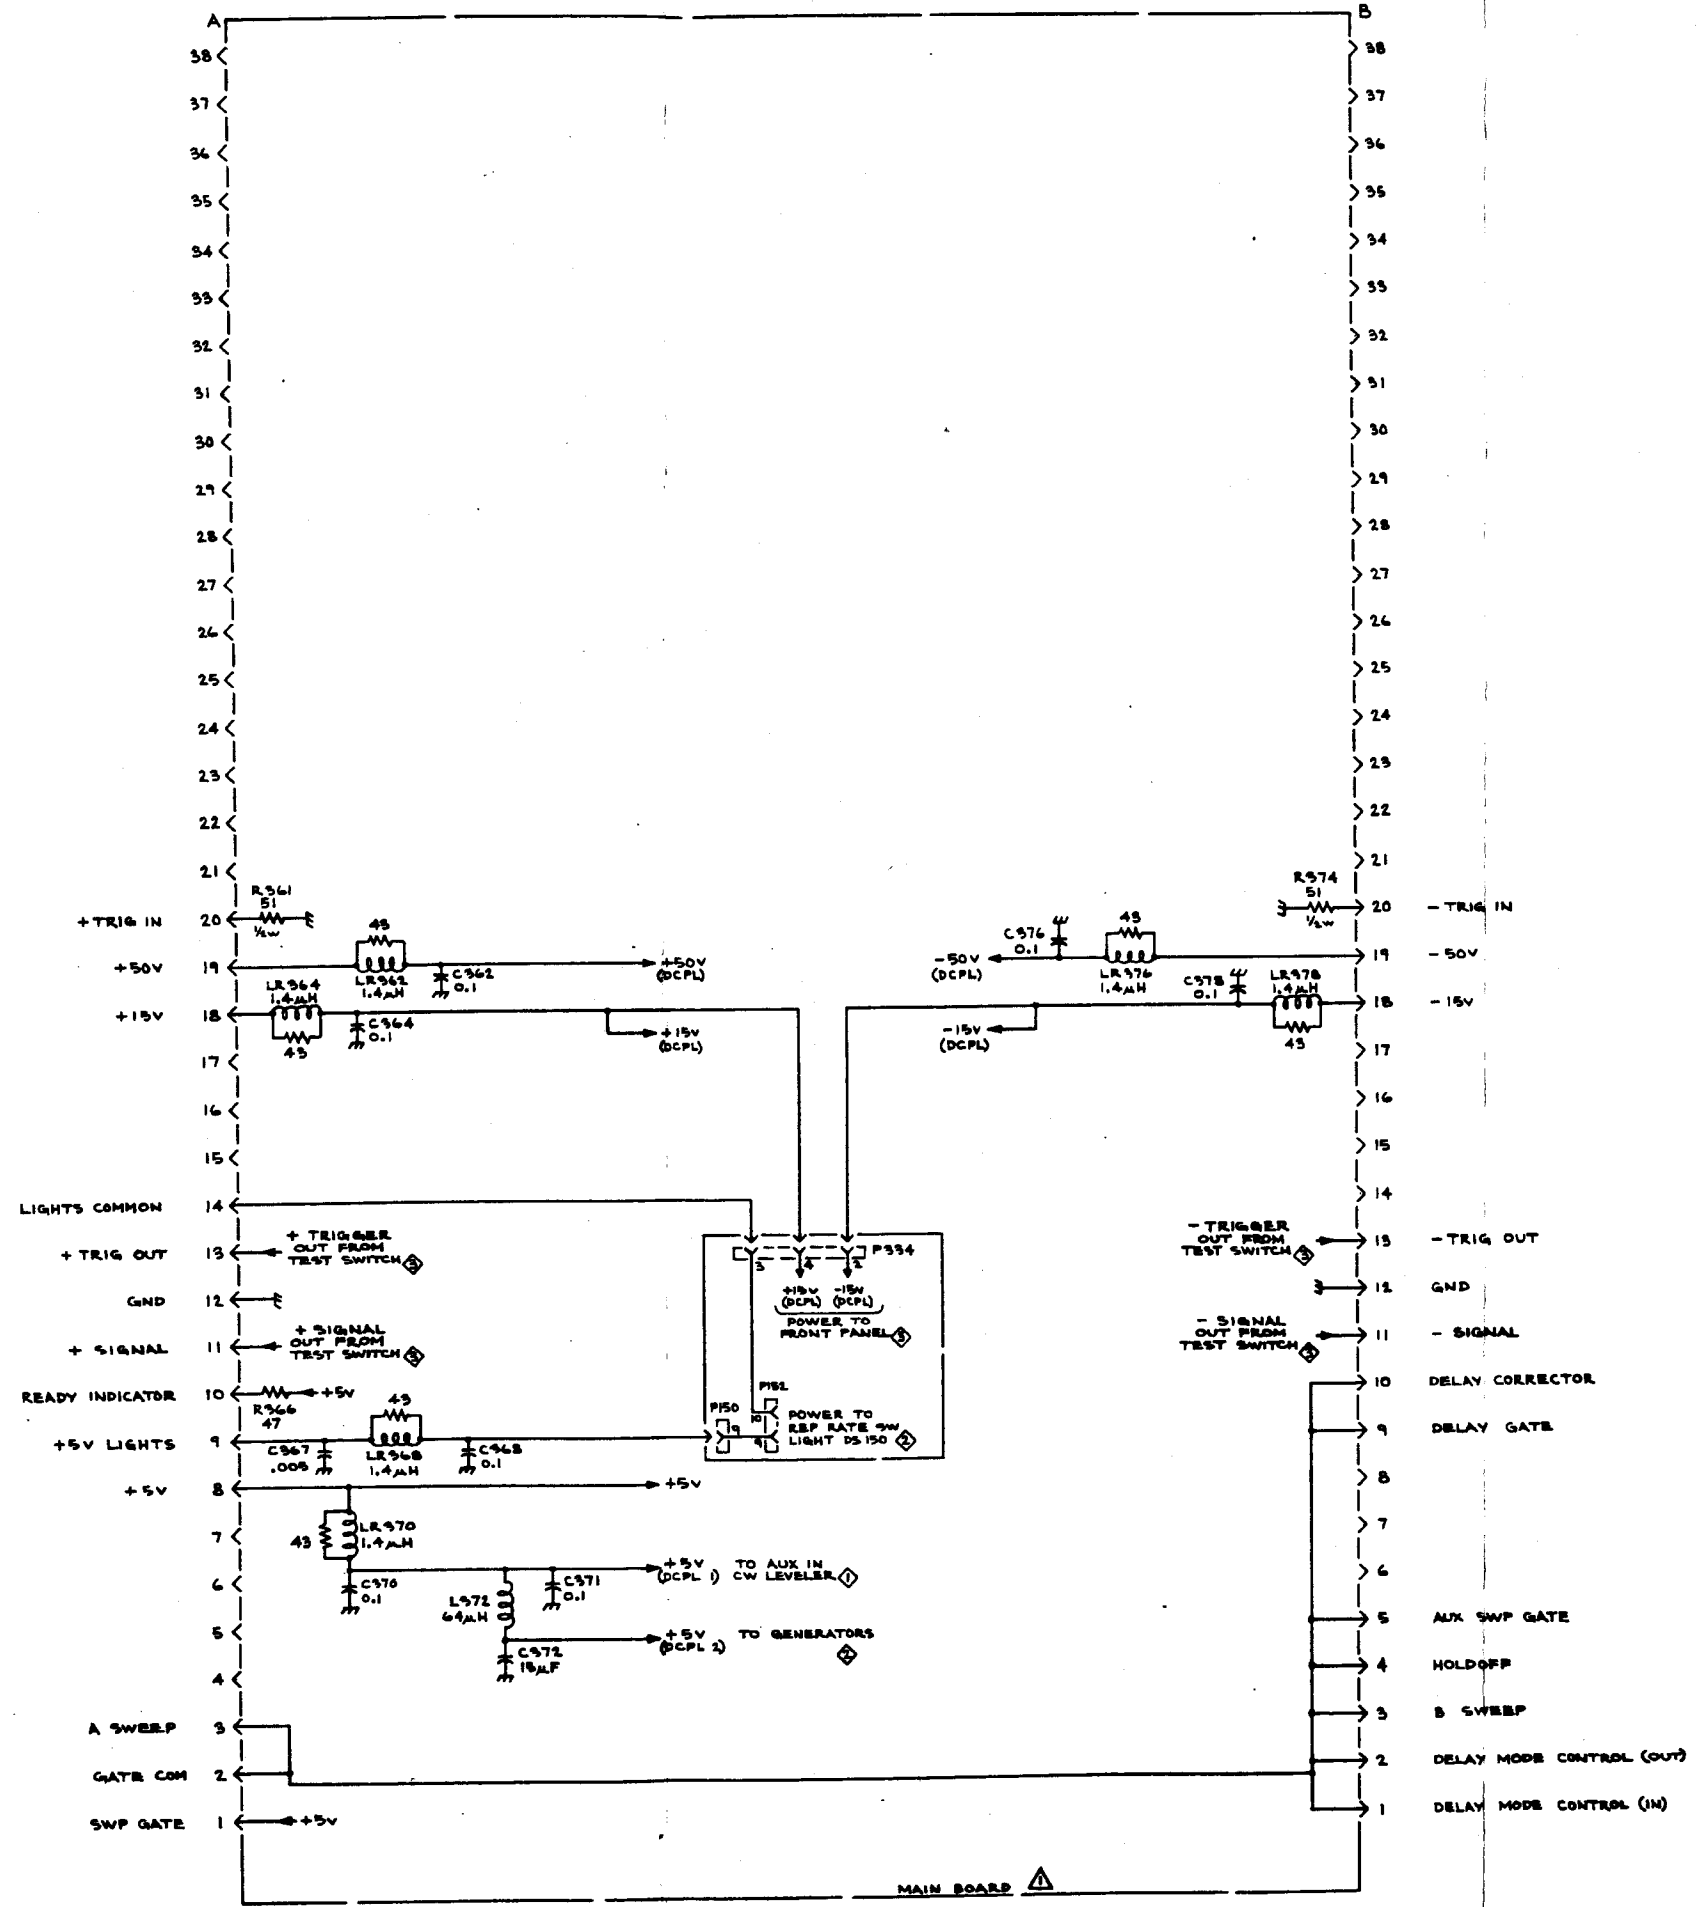 A
B
38
37
36
35
34
33
32
31
30
29
28
27
26
25
24
23
22
21
+ TRIG IN 20
R361
51
1/2W
+50V 19
43
LR362
1.4µH
C362
0.1
+50V
(DCPL)
+15V 18
LR364
1.4µH
43
C364
0.1
+15V
(DCPL)
17
16
15
LIGHTS COMMON 14
+ TRIG OUT 13
+ TRIGGER
OUT FROM
TEST SWITCH 3
GND 12
+ SIGNAL 11
+ SIGNAL
OUT FROM
TEST SWITCH 3
READY INDICATOR 10
+5V
R366
47
+5V LIGHTS 9
C367
.005
43
LR368
1.4µH
C368
0.1
+5V 8
+5V
7
43
LR370
1.4µH
6
C370
0.1
L372
64µH
C371
0.1
+5V
(DCPL 1)
TO AUX IN
CW LEVELER 1
5
C372
15µF
+5V
(DCPL 2)
TO GENERATORS
2
4
A SWEEP 3
GATE COM 2
SWP GATE 1
+5V
P334
3
4
2
+15V
(DCPL)
-15V
(DCPL)
POWER TO
FRONT PANEL 3
P150
9
P152
10
9
POWER TO
REP RATE SW
LIGHT DS150 2
38
37
36
35
34
33
32
31
30
29
28
27
26
25
24
23
22
21
R374
51
1/2W
20 - TRIG IN
-50V
(DCPL)
C376
0.1
43
LR376
1.4µH
19 - 50V
-15V
(DCPL)
C378
0.1
LR378
1.4µH
43
18 - 15V
17
16
15
14
- TRIGGER
OUT FROM
TEST SWITCH 3
13 - TRIG OUT
12 GND
- SIGNAL
OUT FROM
TEST SWITCH 3
11 - SIGNAL
10 DELAY CORRECTOR
9 DELAY GATE
8
7
6
5 AUX SWP GATE
4 HOLDOFF
3 B SWEEP
2 DELAY MODE CONTROL (OUT)
1 DELAY MODE CONTROL (IN)
MAIN BOARD 1